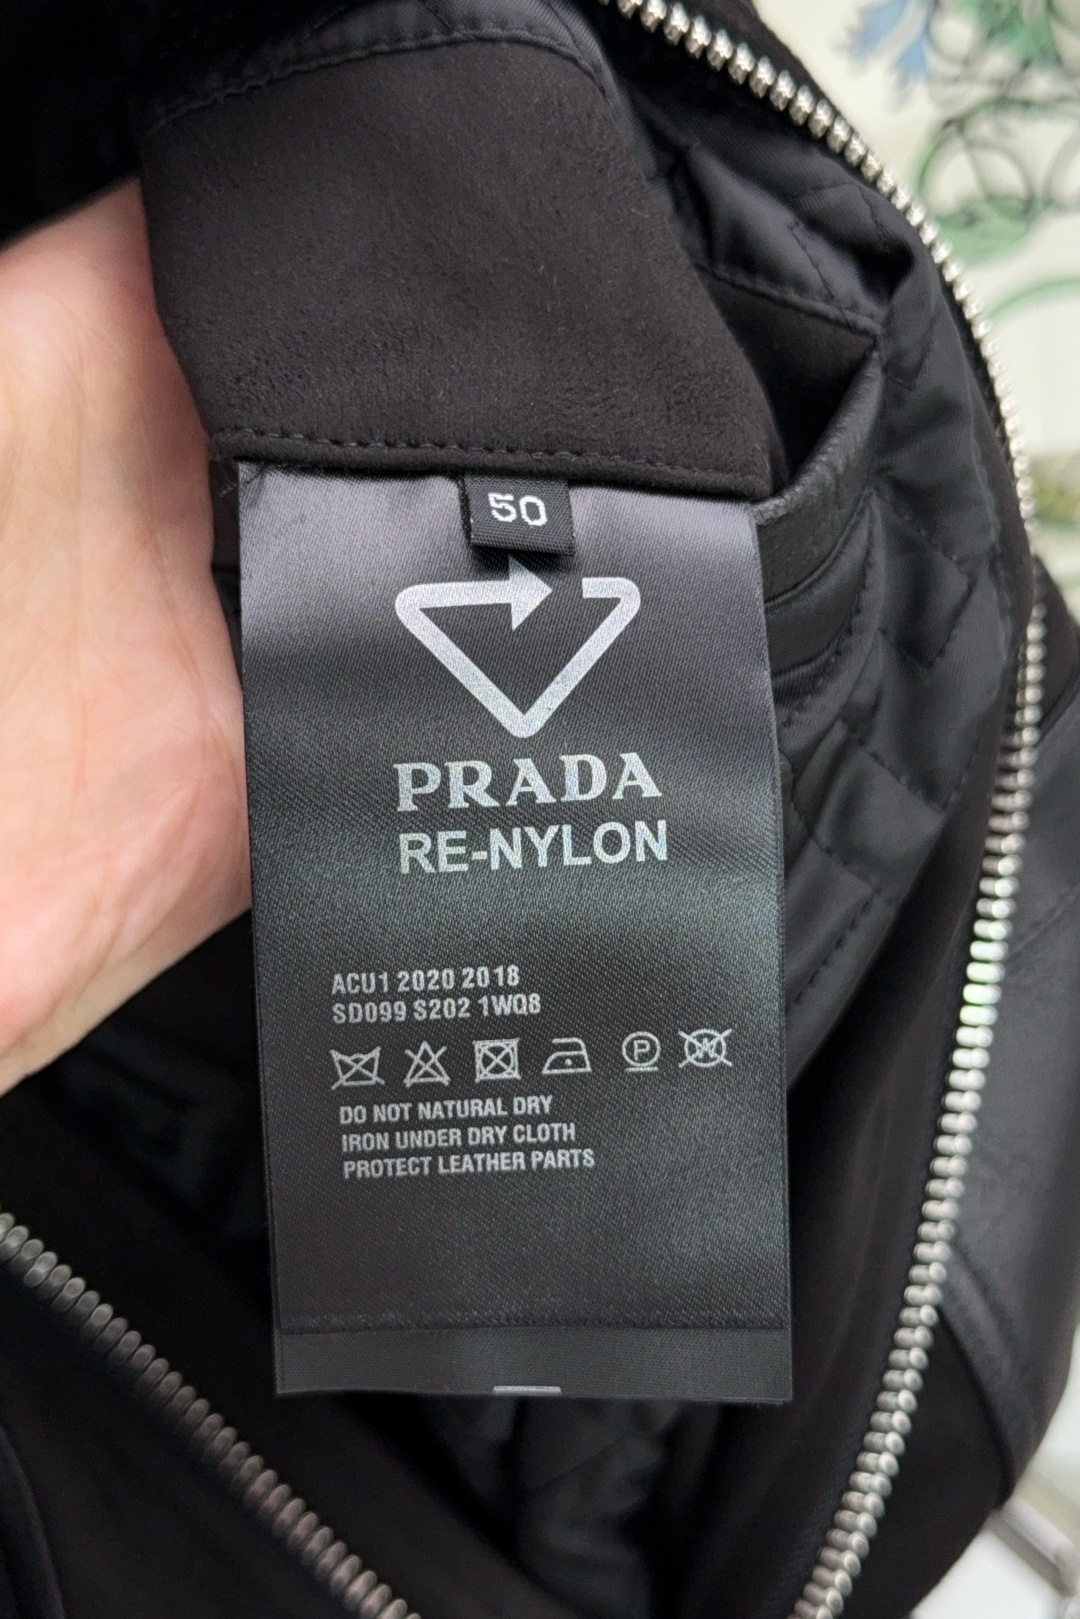 50
PRADA
RE-NYLON
ACU1 2020 2018
SD099 S202 1WQ8
P W
DO NOT NATURAL DRY
IRON UNDER DRY CLOTH
PROTECT LEATHER PARTS